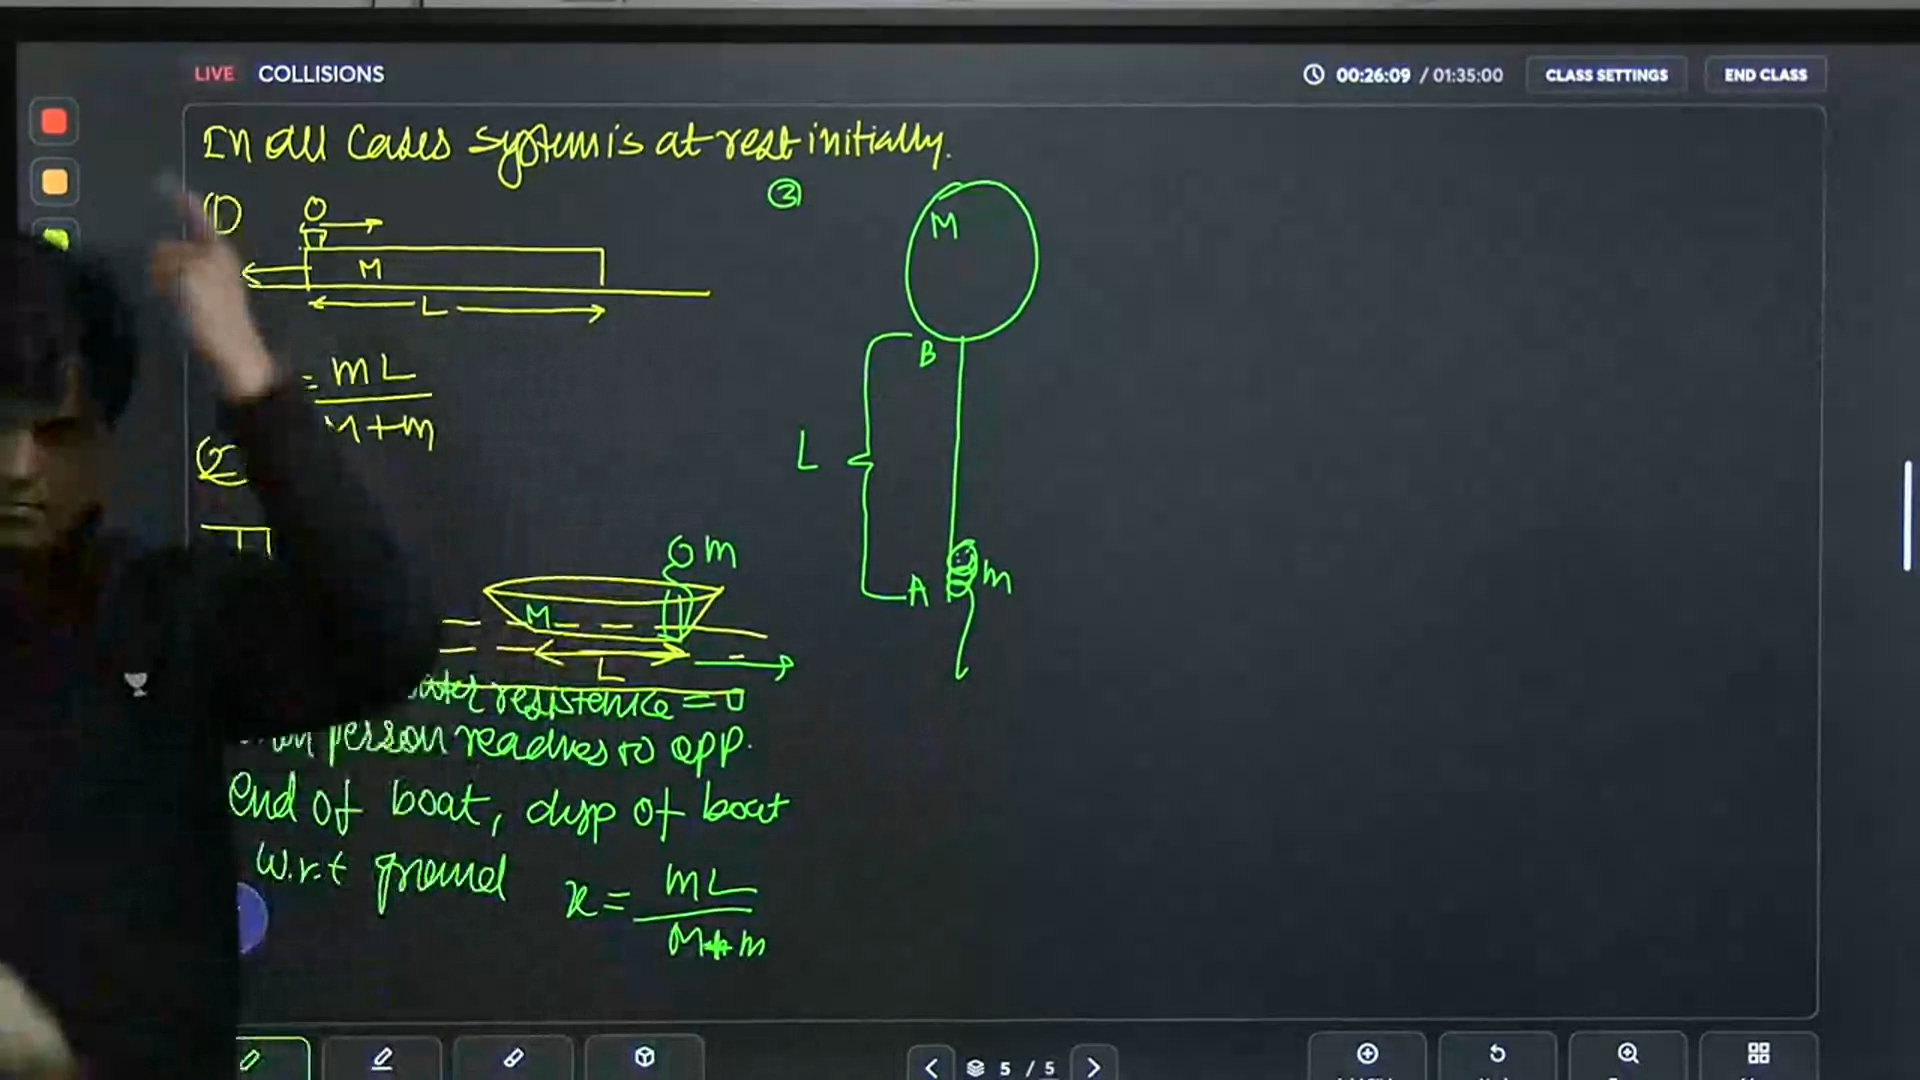 LIVE COLLISIONS
00:26:09 / 01:35:00
CLASS SETTINGS
END CLASS
In all cases system is at rest initially.
①
M
L
= mL
M+m
m
M
L
water resistence = 0
person reaches to opp.
end of boat, disp of boat
w.r.t ground
x = mL
M+m
③
M
B
L
A
m
5 / 5